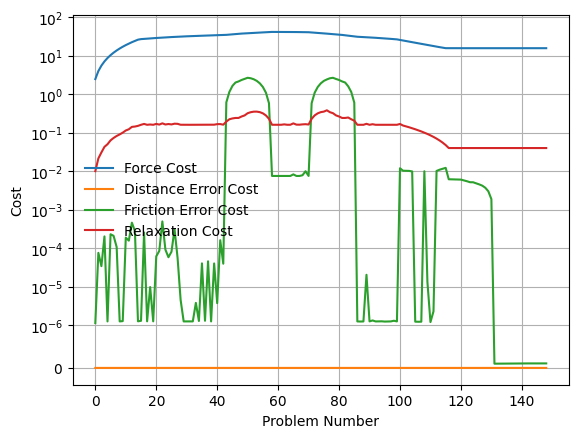 10²
10¹
10⁰
10⁻¹
10⁻²
10⁻³
10⁻⁴
10⁻⁵
10⁻⁶
0
Cost
Force Cost
Distance Error Cost
Friction Error Cost
Relaxation Cost
0 20 40 60 80 100 120 140
Problem Number